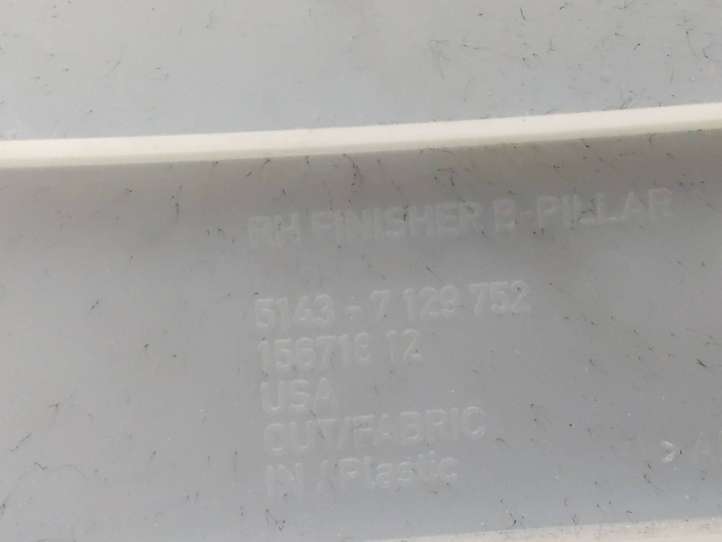 RH FINISHER B-PILLAR
5143 - 7 129 752
156718 12
USA
OUT/FABRIC
IN / Plastic
> A